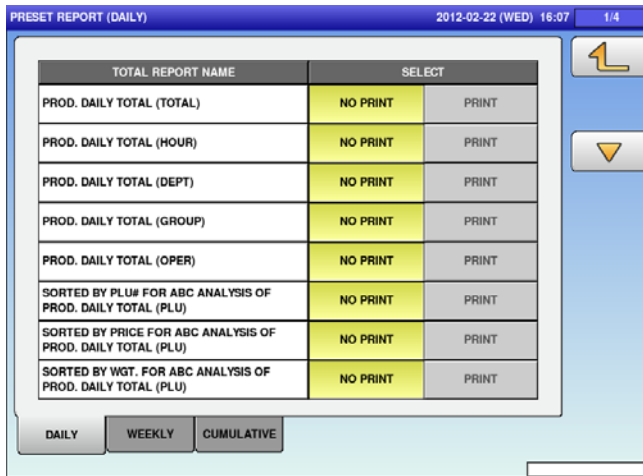 PRESET REPORT (DAILY) 2012-02-22 (WED) 16:07 1/4
TOTAL REPORT NAME SELECT
PROD. DAILY TOTAL (TOTAL) NO PRINT PRINT
PROD. DAILY TOTAL (HOUR) NO PRINT PRINT
PROD. DAILY TOTAL (DEPT) NO PRINT PRINT
PROD. DAILY TOTAL (GROUP) NO PRINT PRINT
PROD. DAILY TOTAL (OPER) NO PRINT PRINT
SORTED BY PLU# FOR ABC ANALYSIS OF
PROD. DAILY TOTAL (PLU) NO PRINT PRINT
SORTED BY PRICE FOR ABC ANALYSIS OF
PROD. DAILY TOTAL (PLU) NO PRINT PRINT
SORTED BY WGT. FOR ABC ANALYSIS OF
PROD. DAILY TOTAL (PLU) NO PRINT PRINT
DAILY WEEKLY CUMULATIVE